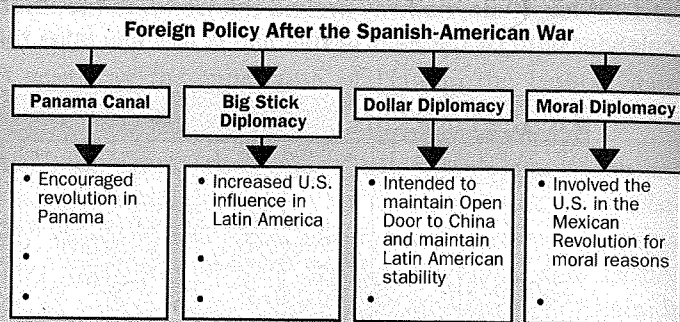 Foreign Policy After the Spanish-American War
Panama Canal
Big Stick
Diplomacy
Dollar Diplomacy
Moral Diplomacy
• Encouraged
revolution in
Panama
•
•
• Increased U.S.
influence in
Latin America
•
•
• Intended to
maintain Open
Door to China
and maintain
Latin American
stability
•
• Involved the
U.S. in the
Mexican
Revolution for
moral reasons
•